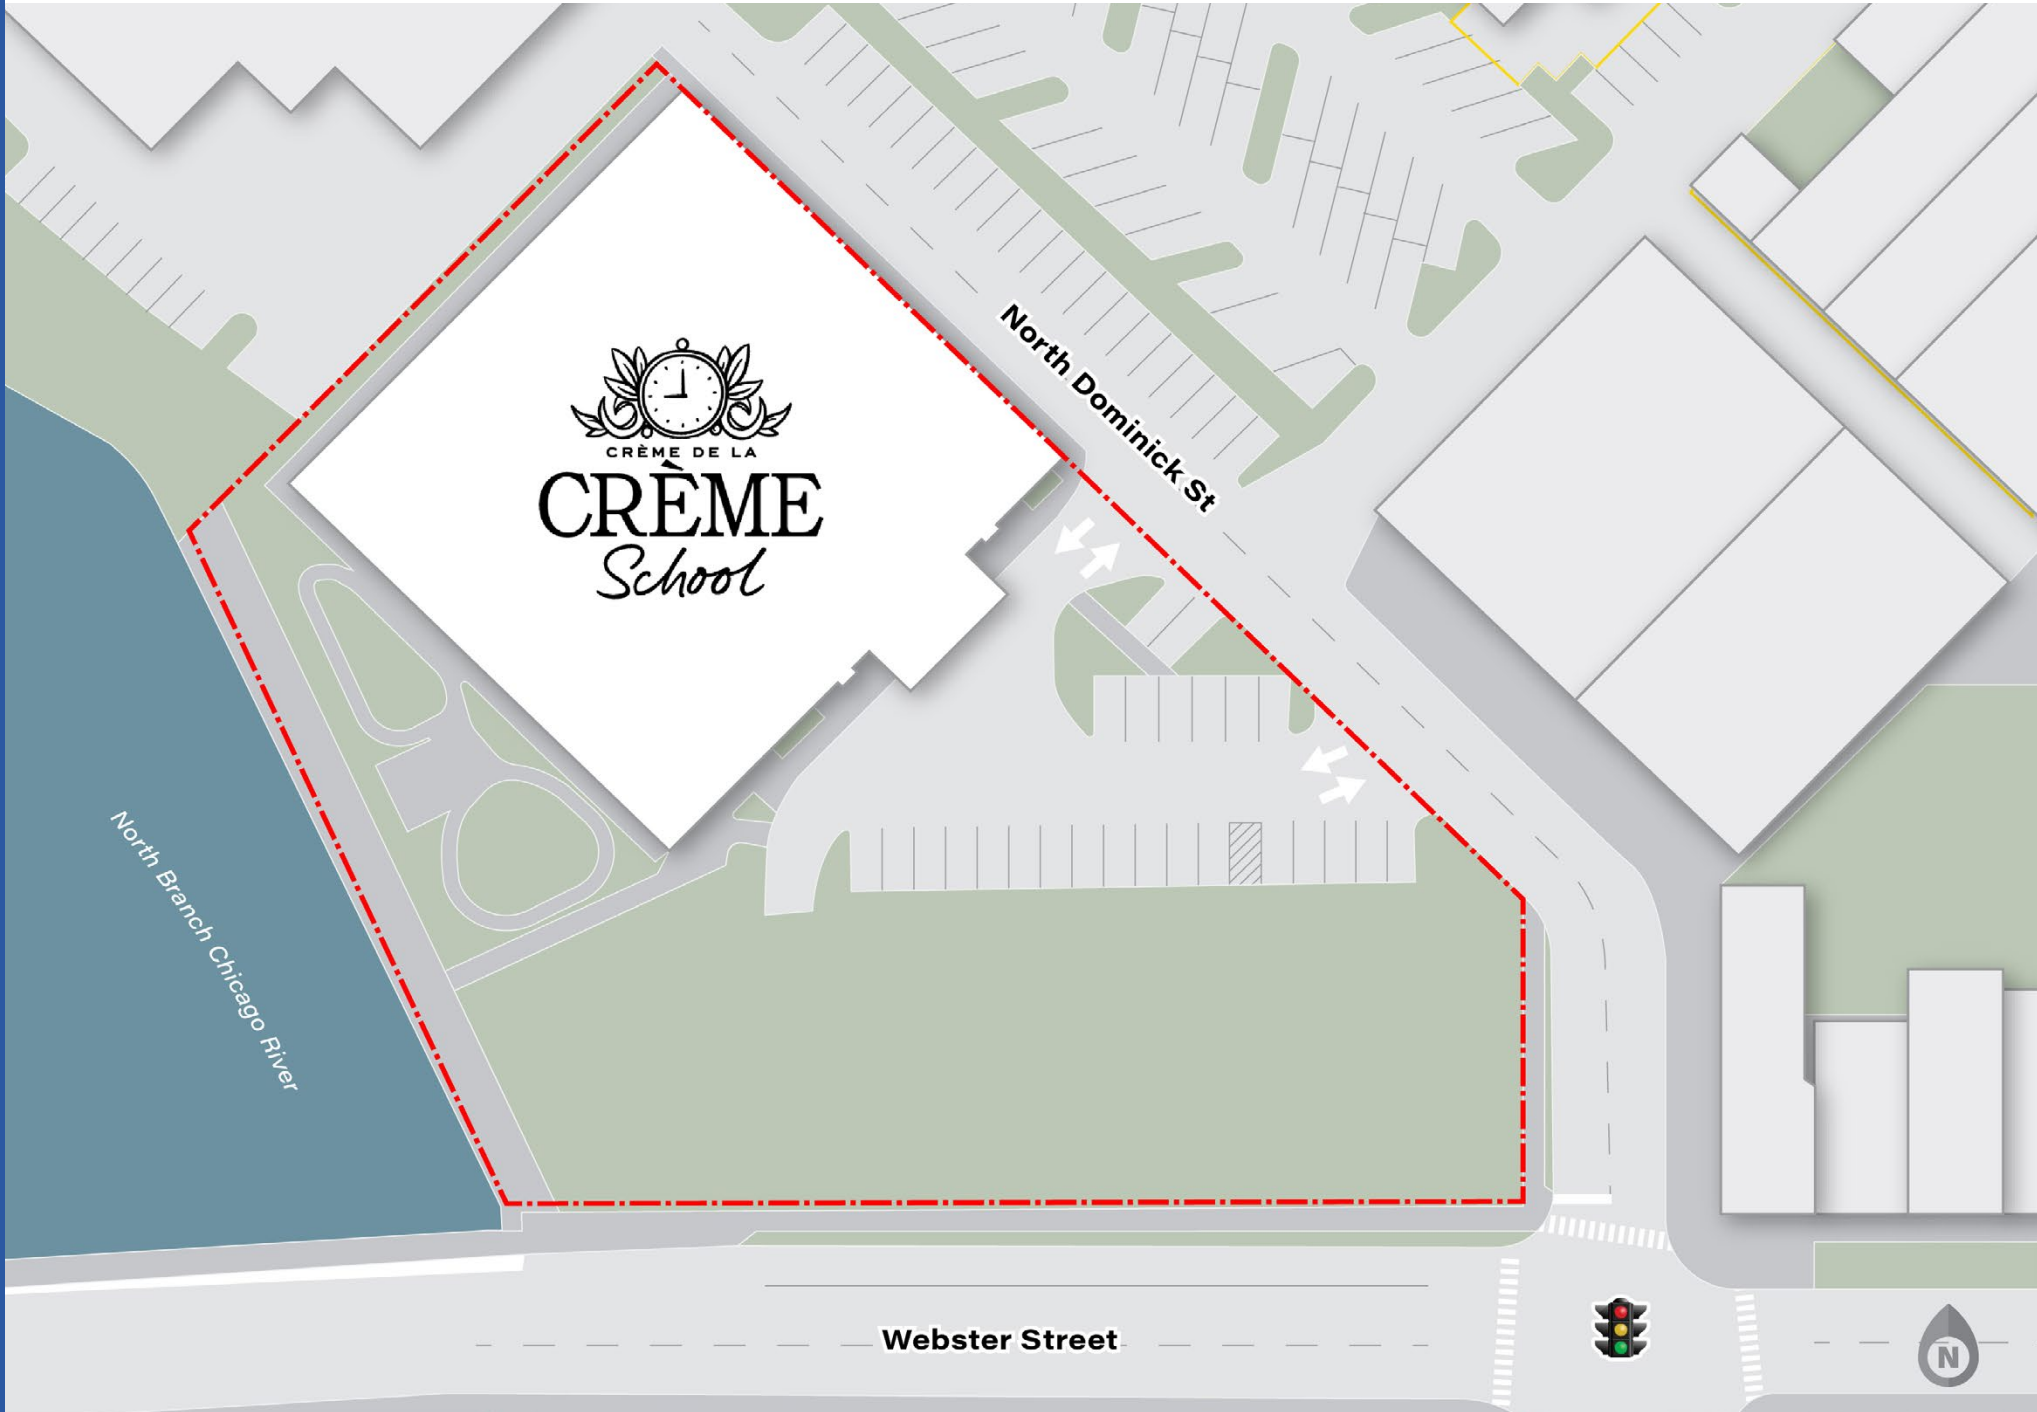 North Dominick St
CRÈME DE LA
CRÈME
School
North Branch Chicago River
Webster Street
N